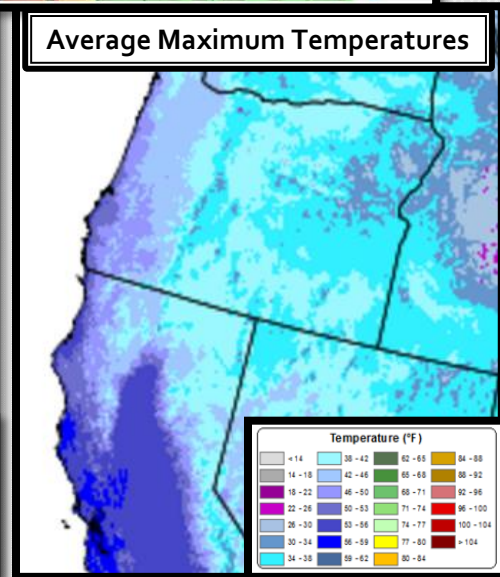 Average Maximum Temperatures
Temperature (°F)
< 14
14 - 18
18 - 22
22 - 26
26 - 30
30 - 34
34 - 38
38 - 42
42 - 46
46 - 50
50 - 53
53 - 56
56 - 59
59 - 62
62 - 65
65 - 68
68 - 71
71 - 74
74 - 77
77 - 80
80 - 84
84 - 88
88 - 92
92 - 96
96 - 100
100 - 104
> 104